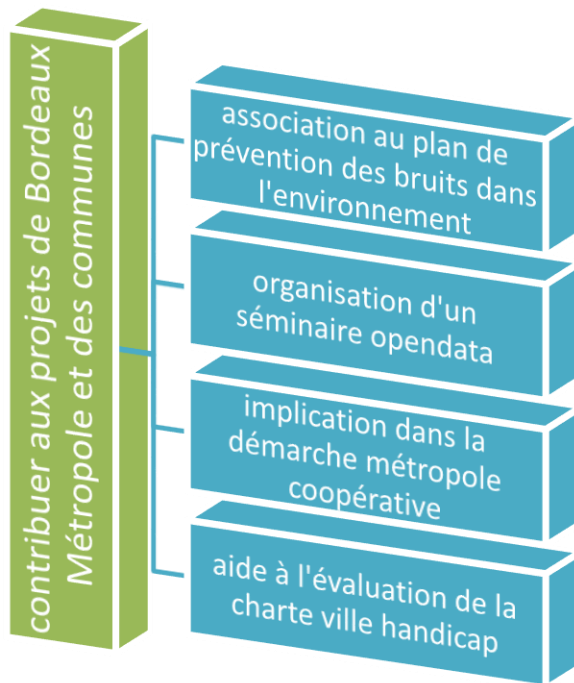 contribuer aux projets de Bordeaux
Métropole et des communes
association au plan de
prévention des bruits dans
l'environnement
organisation d'un
séminaire opendata
implication dans la
démarche métropole
coopérative
aide à l'évaluation de la
charte ville handicap